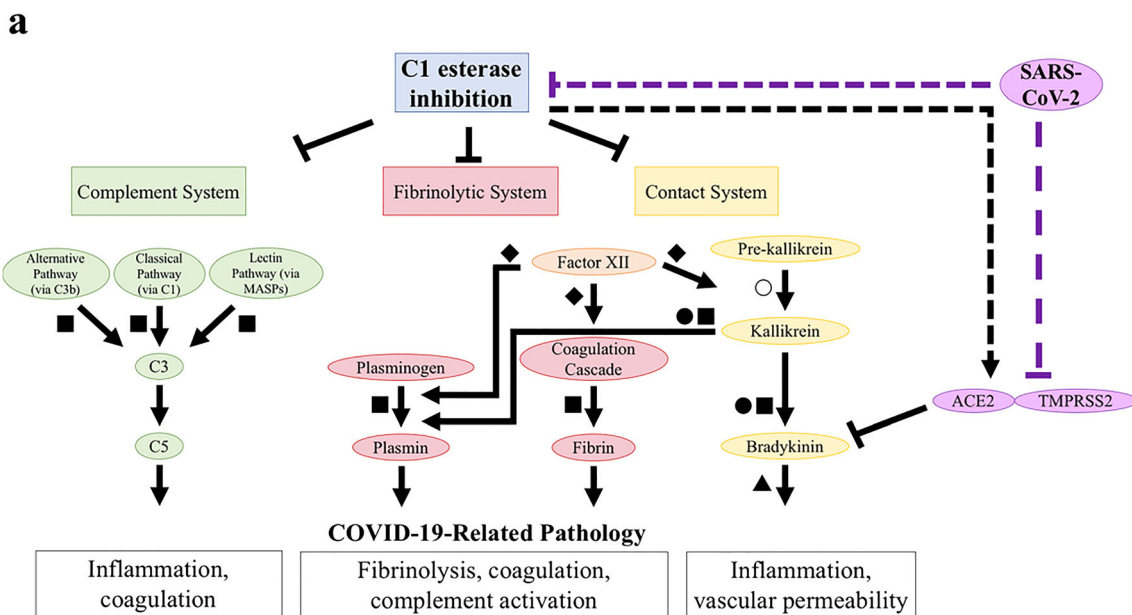 a
C1 esterase
inhibition
SARS-
CoV-2
Complement System
Fibrinolytic System
Contact System
Alternative
Pathway
(via C3b)
Classical
Pathway
(via C1)
Lectin
Pathway (via
MASPs)
Factor XII
Pre-kallikrein
Kallikrein
C3
Plasminogen
Coagulation
Cascade
ACE2
TMPRSS2
C5
Plasmin
Fibrin
Bradykinin
COVID-19-Related Pathology
Inflammation,
coagulation
Fibrinolysis, coagulation,
complement activation
Inflammation,
vascular permeability